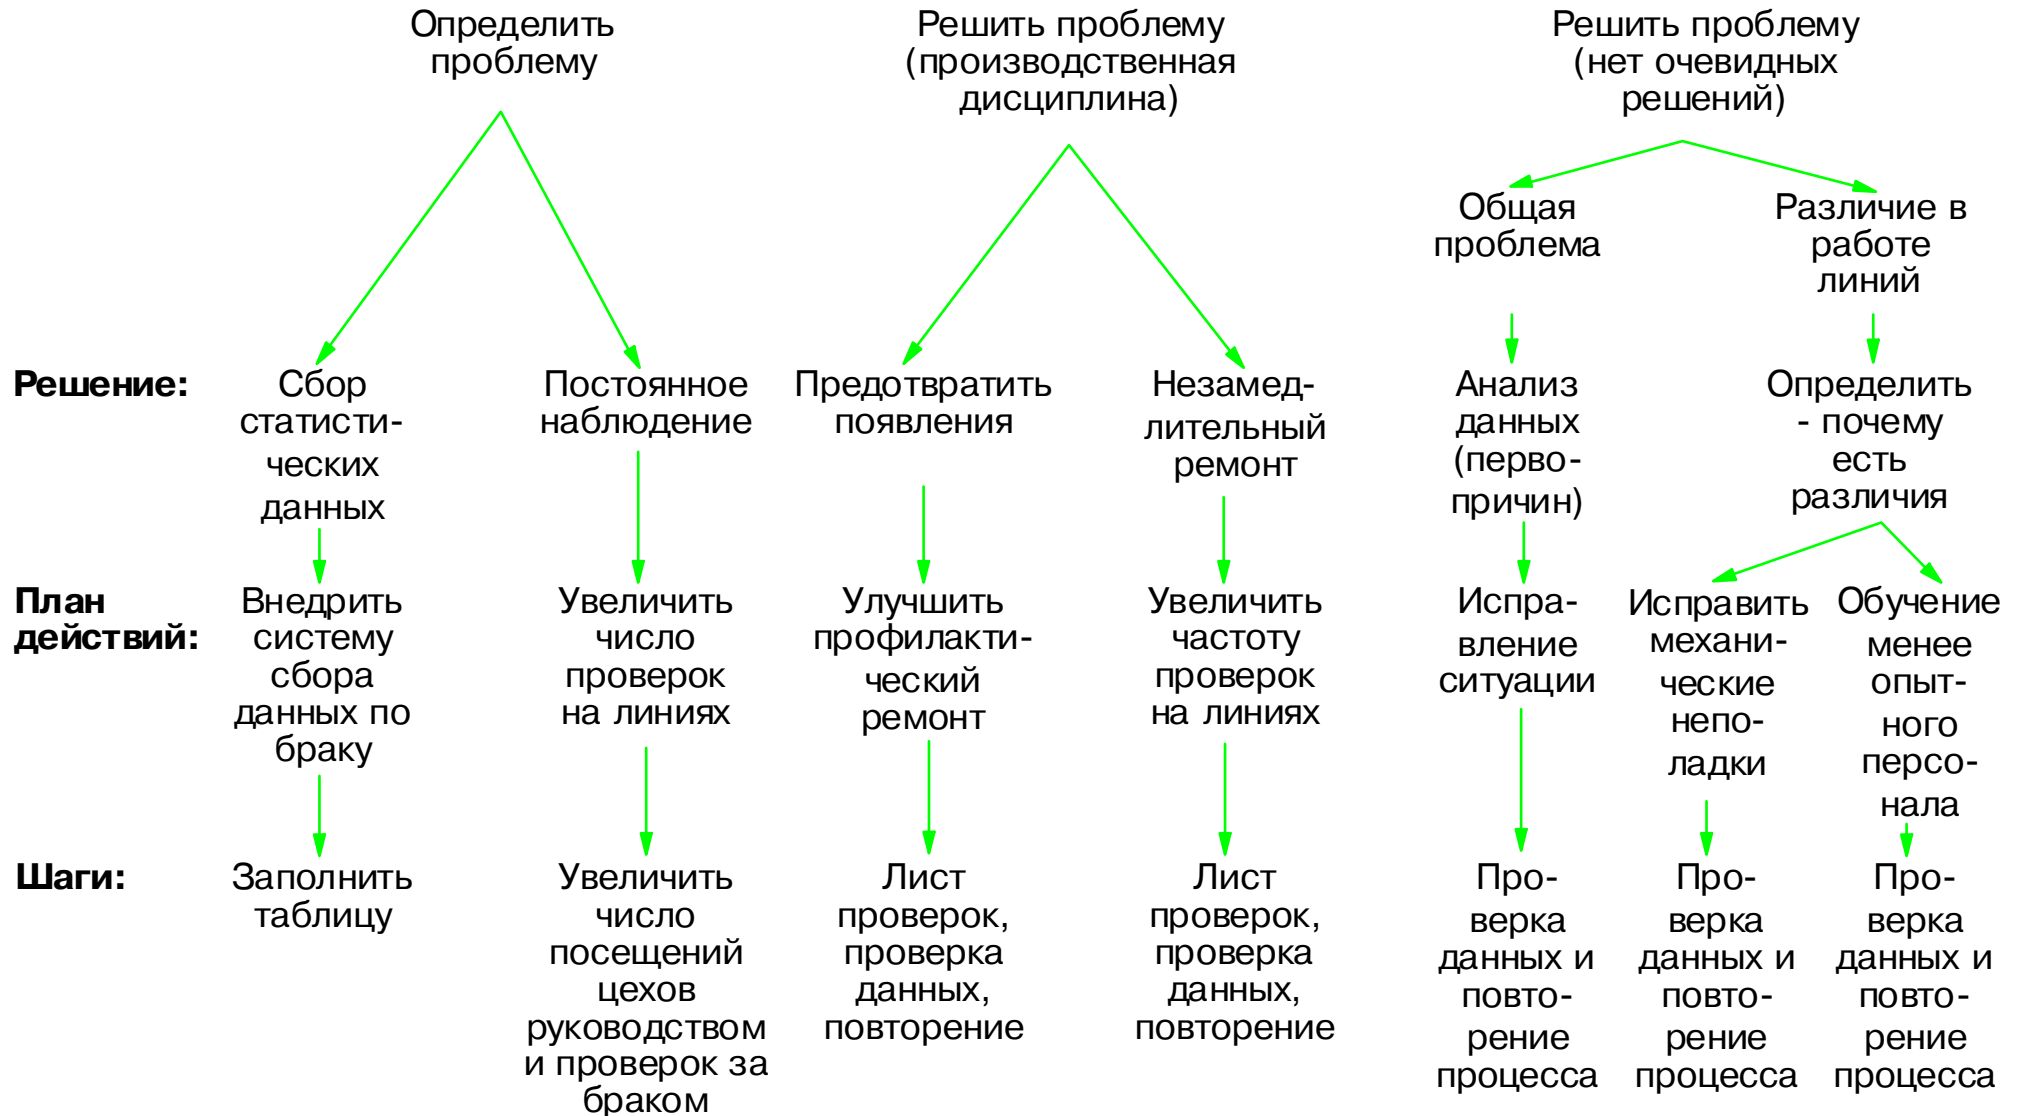 Определить
проблему
Решить проблему
(производственная
дисциплина)
Решить проблему
(нет очевидных
решений)
Общая
проблема
Различие в
работе
линий
Решение:
Сбор
статисти-
ческих
данных
Постоянное
наблюдение
Предотвратить
появления
Незамед-
лительный
ремонт
Анализ
данных
(перво-
причин)
Определить
- почему
есть
различия
План
действий:
Внедрить
систему
сбора
данных по
браку
Увеличить
число
проверок
на линиях
Улучшить
профилакти-
ческий
ремонт
Увеличить
частоту
проверок
на линиях
Испра-
вление
ситуации
Исправить
механи-
ческие
непо-
ладки
Обучение
менее
опыт-
ного
персо-
нала
Шаги:
Заполнить
таблицу
Увеличить
число
посещений
цехов
руководством
и проверок за
браком
Лист
проверок,
проверка
данных,
повторение
Лист
проверок,
проверка
данных,
повторение
Про-
верка
данных и
повто-
рение
процесса
Про-
верка
данных и
повто-
рение
процесса
Про-
верка
данных и
повто-
рение
процесса